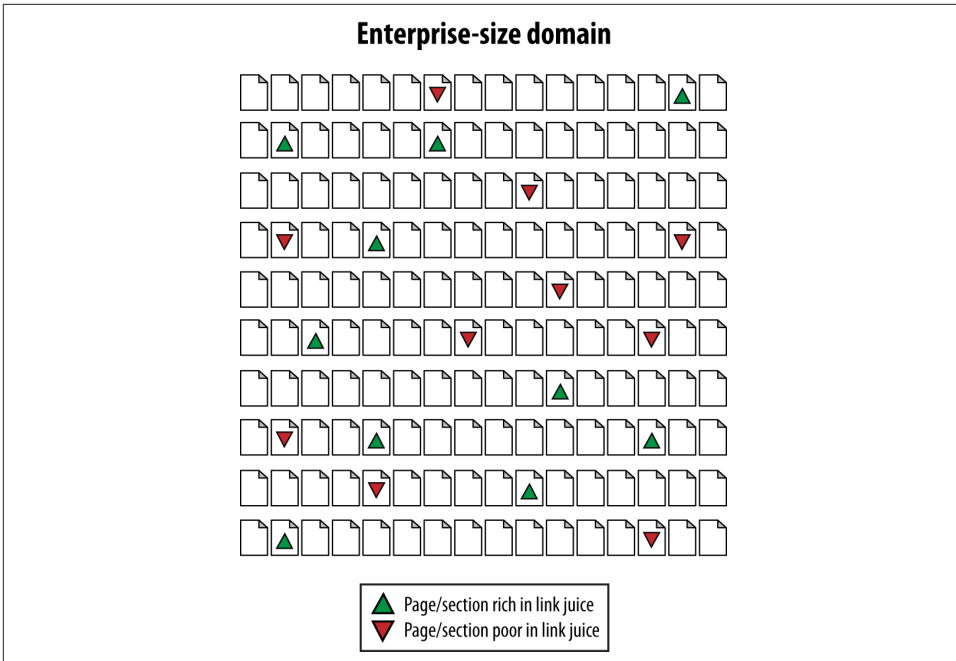 Enterprise-size domain
Page/section rich in link juice
Page/section poor in link juice